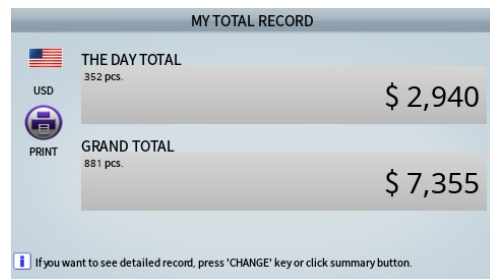 MY TOTAL RECORD
THE DAY TOTAL
352 pcs.
USD
$ 2,940
PRINT
GRAND TOTAL
881 pcs.
$ 7,355
i If you want to see detailed record, press 'CHANGE' key or click summary button.